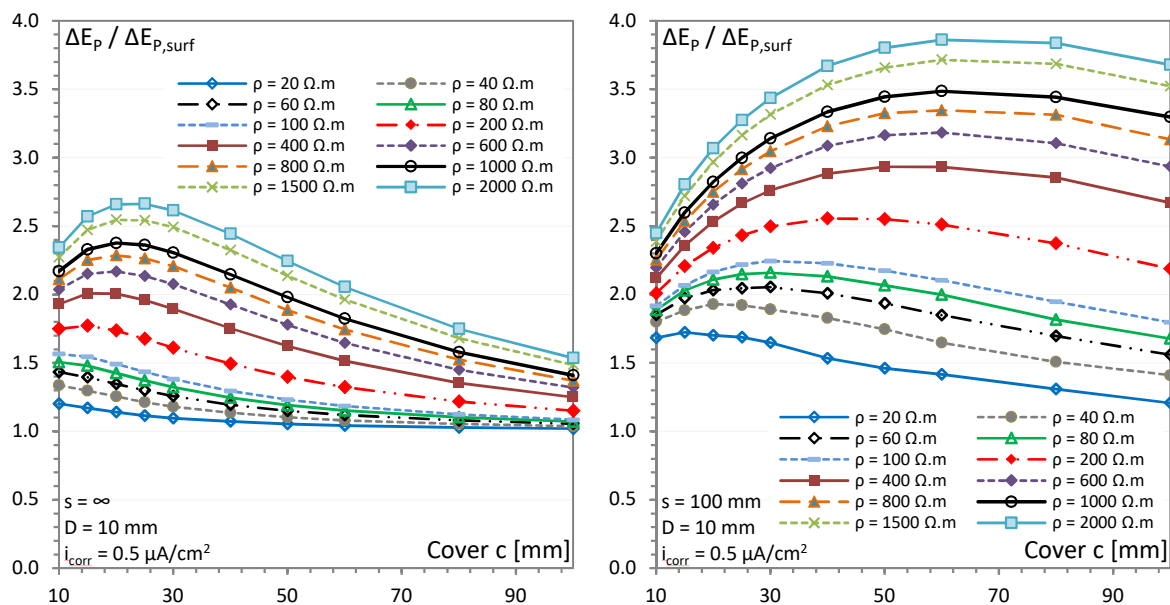 4.0
3.5
3.0
2.5
2.0
1.5
1.0
0.5
0.0
ΔE_P / ΔE_P,surf
ρ = 20 Ω.m
ρ = 40 Ω.m
ρ = 60 Ω.m
ρ = 80 Ω.m
ρ = 100 Ω.m
ρ = 200 Ω.m
ρ = 400 Ω.m
ρ = 600 Ω.m
ρ = 800 Ω.m
ρ = 1000 Ω.m
ρ = 1500 Ω.m
ρ = 2000 Ω.m
s = ∞
D = 10 mm
i_corr = 0.5 µA/cm²
Cover c [mm]
10 30 50 70 90
4.0
3.5
3.0
2.5
2.0
1.5
1.0
0.5
0.0
ΔE_P / ΔE_P,surf
ρ = 20 Ω.m
ρ = 40 Ω.m
ρ = 60 Ω.m
ρ = 80 Ω.m
ρ = 100 Ω.m
ρ = 200 Ω.m
ρ = 400 Ω.m
ρ = 600 Ω.m
ρ = 800 Ω.m
ρ = 1000 Ω.m
ρ = 1500 Ω.m
ρ = 2000 Ω.m
s = 100 mm
D = 10 mm
i_corr = 0.5 µA/cm²
Cover c [mm]
10 30 50 70 90